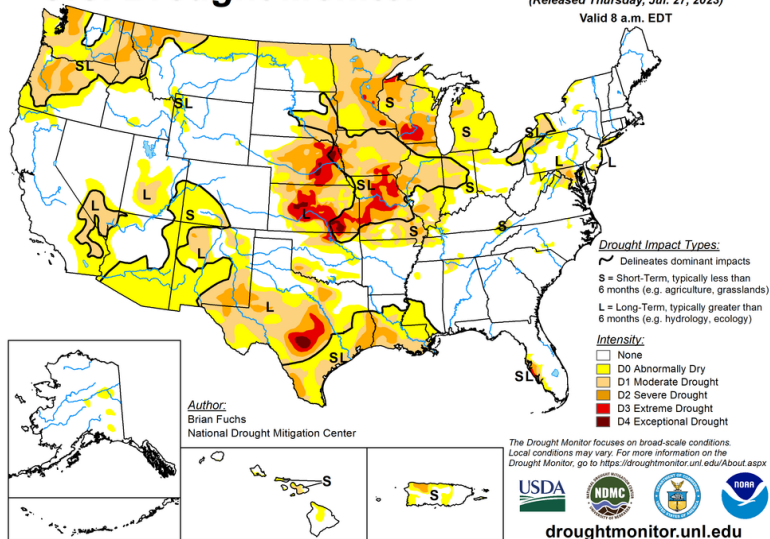 (Released Thursday, Jul. 27, 2023)
Valid 8 a.m. EDT
SL
SL
S
S
SL
L
L
L
S
L
SL
S
S
S
L
L
L
SL
SL
Drought Impact Types:
Delineates dominant impacts
S = Short-Term, typically less than
6 months (e.g. agriculture, grasslands)
L = Long-Term, typically greater than
6 months (e.g. hydrology, ecology)
Intensity:
None
D0 Abnormally Dry
D1 Moderate Drought
D2 Severe Drought
D3 Extreme Drought
D4 Exceptional Drought
Author:
Brian Fuchs
National Drought Mitigation Center
S
S
The Drought Monitor focuses on broad-scale conditions.
Local conditions may vary. For more information on the
Drought Monitor, go to https://droughtmonitor.unl.edu/About.aspx
USDA
NDMC
NOAA
droughtmonitor.unl.edu